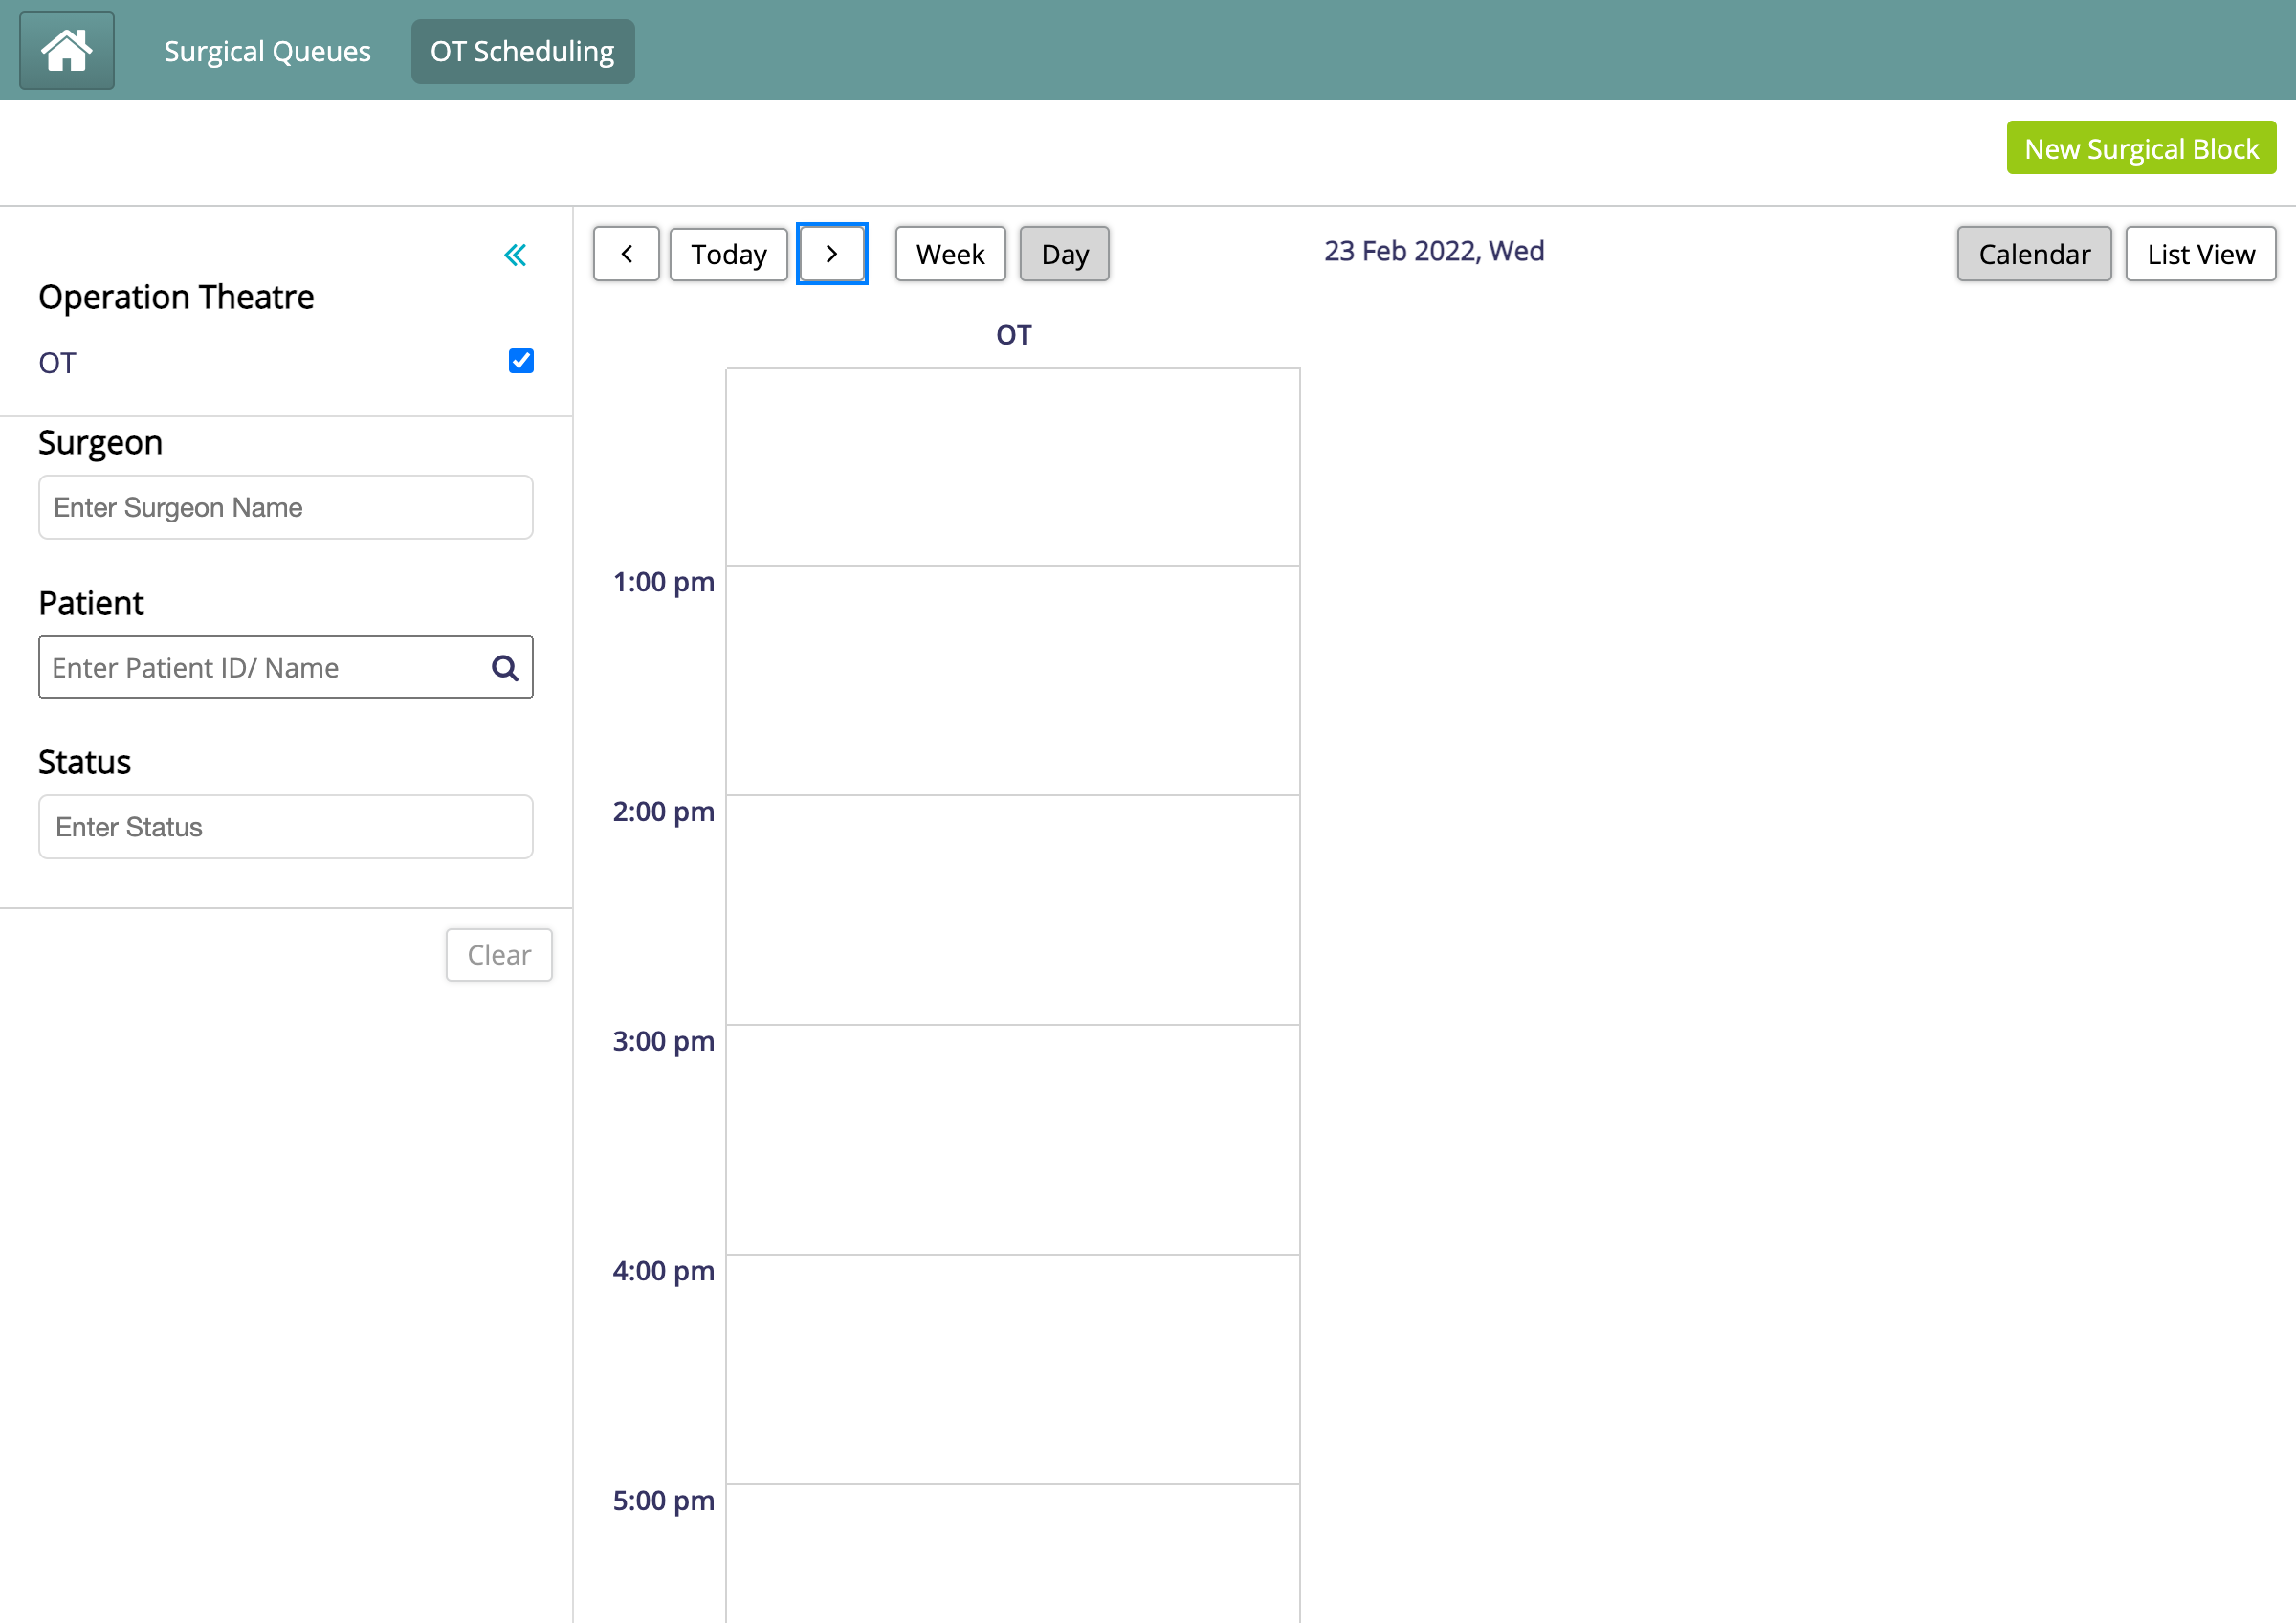 Surgical Queues
OT Scheduling
New Surgical Block
Operation Theatre
OT
Surgeon
Enter Surgeon Name
Patient
Enter Patient ID/ Name
Status
Enter Status
Clear
Today
Week
Day
23 Feb 2022, Wed
Calendar
List View
OT
1:00 pm
2:00 pm
3:00 pm
4:00 pm
5:00 pm